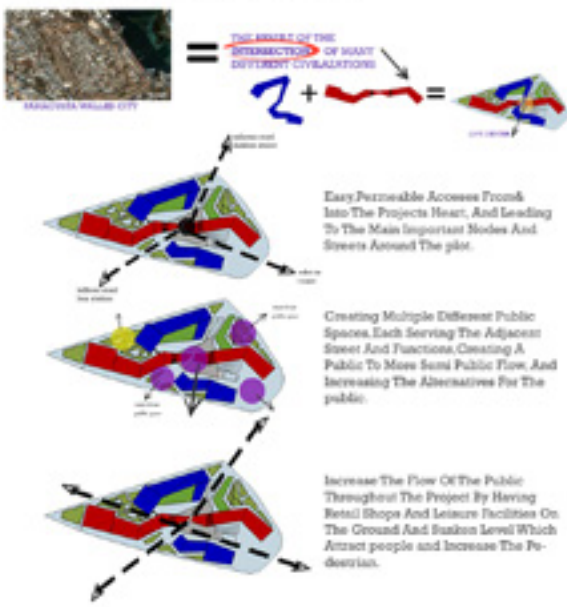 THE RESULT OF THE
INTERSECTION OF MANY
DIFFERENT CIVILAZATIONS
FAMAGUSTA WALLED CITY
Easy,Permeable Accesses From&
Into The Projects Heart, And Leading
To The Main Important Nodes And
Streets Around The plot.
Creating Multiple Different Public
Spaces, Each Serving The Adjacent
Street And Functions,Creating A
Public To More Semi Public Flow, And
Increasing The Alternatives For The
public.
Increase The Flow Of The Public
Throughout The Project By Having
Retail Shops And Leisure Facilities On
The Ground And Sunken Level Which
Attract people and Increase The Pe-
destrian.